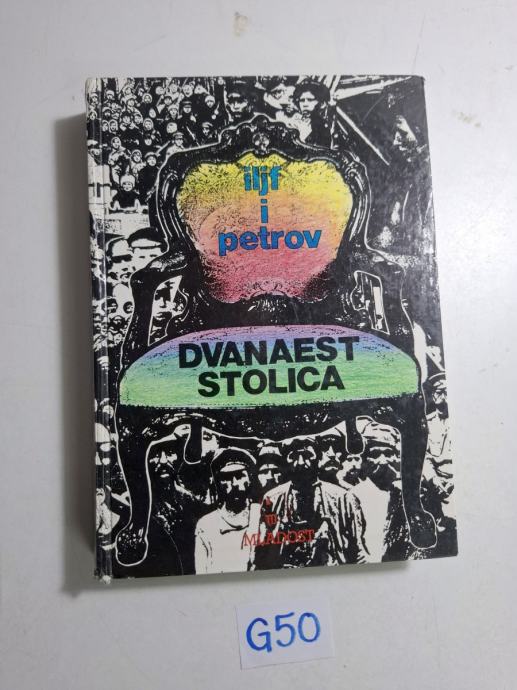 iljf
i
petrov
DVANAEST
STOLICA
m
MLADOST
G50